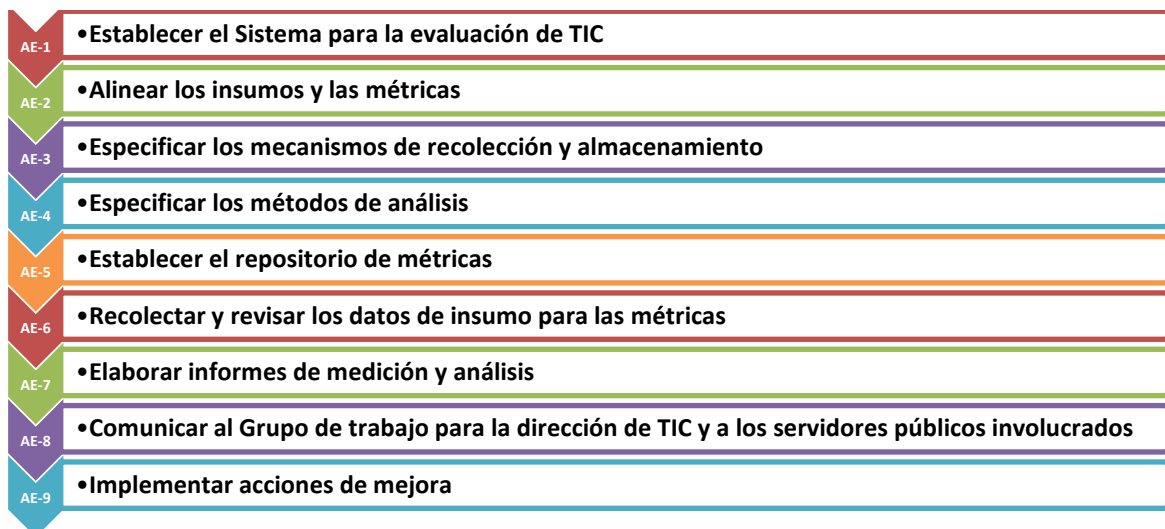 AE-1 •Establecer el Sistema para la evaluación de TIC
AE-2 •Alinear los insumos y las métricas
AE-3 •Especificar los mecanismos de recolección y almacenamiento
AE-4 •Especificar los métodos de análisis
AE-5 •Establecer el repositorio de métricas
AE-6 •Recolectar y revisar los datos de insumo para las métricas
AE-7 •Elaborar informes de medición y análisis
AE-8 •Comunicar al Grupo de trabajo para la dirección de TIC y a los servidores públicos involucrados
AE-9 •Implementar acciones de mejora